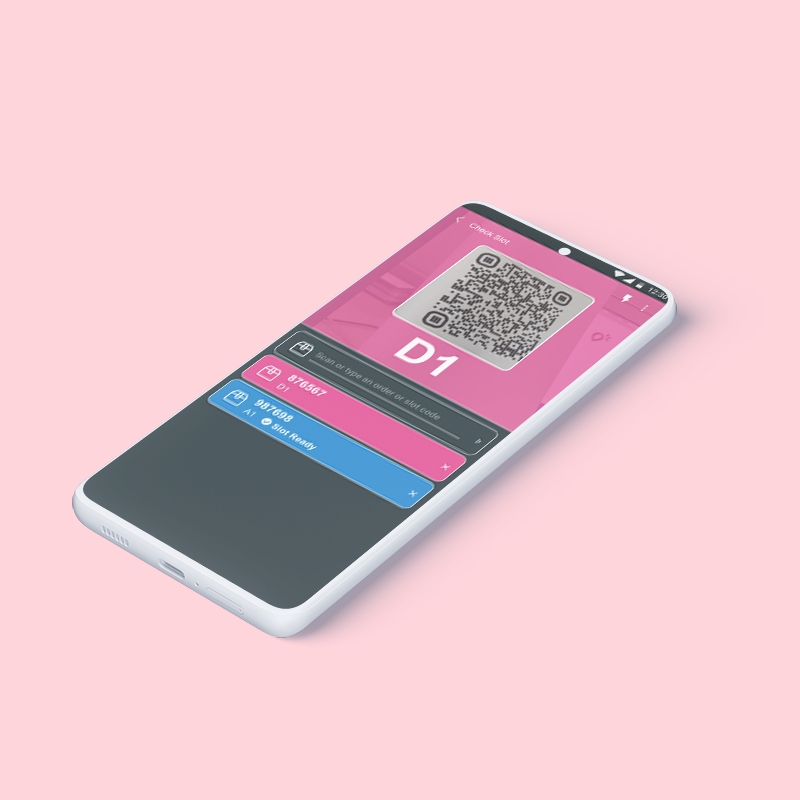 12:30
Check Slot
D1
Scan or type an order or slot code
876567
D1
987698
A1 Slot Ready